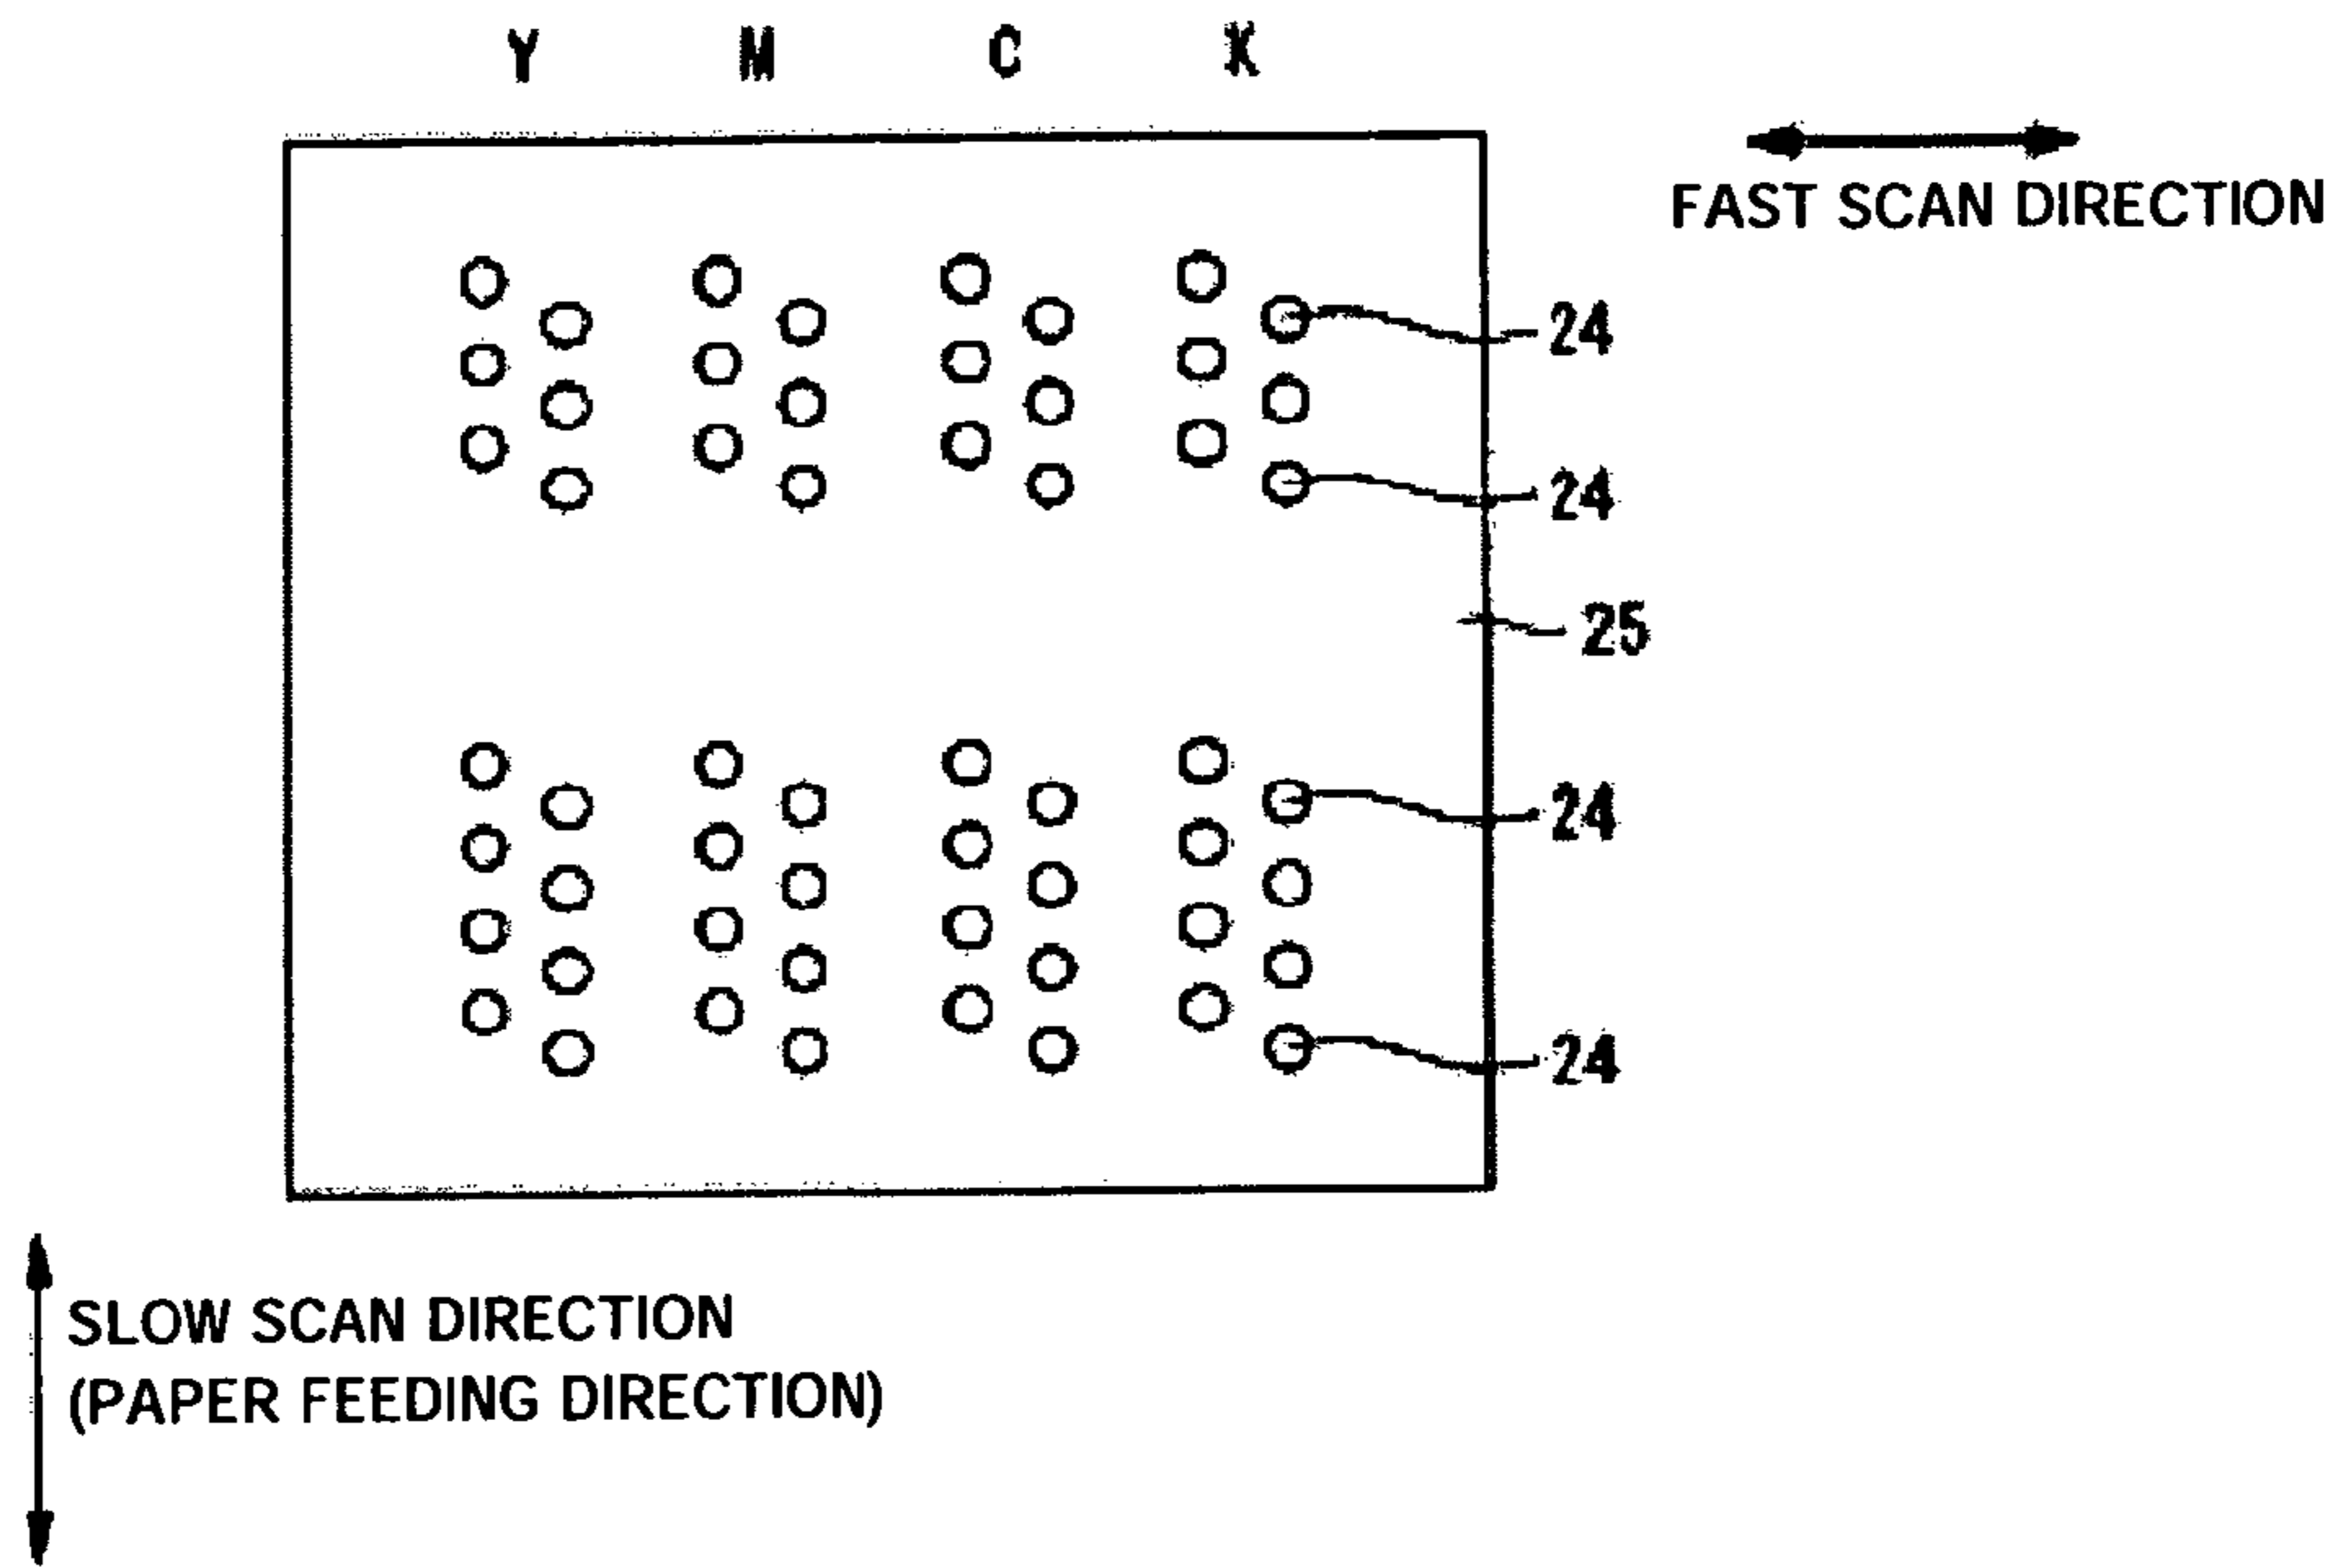 Y M C K
FAST SCAN DIRECTION
24
24
25
24
24
SLOW SCAN DIRECTION
(PAPER FEEDING DIRECTION)